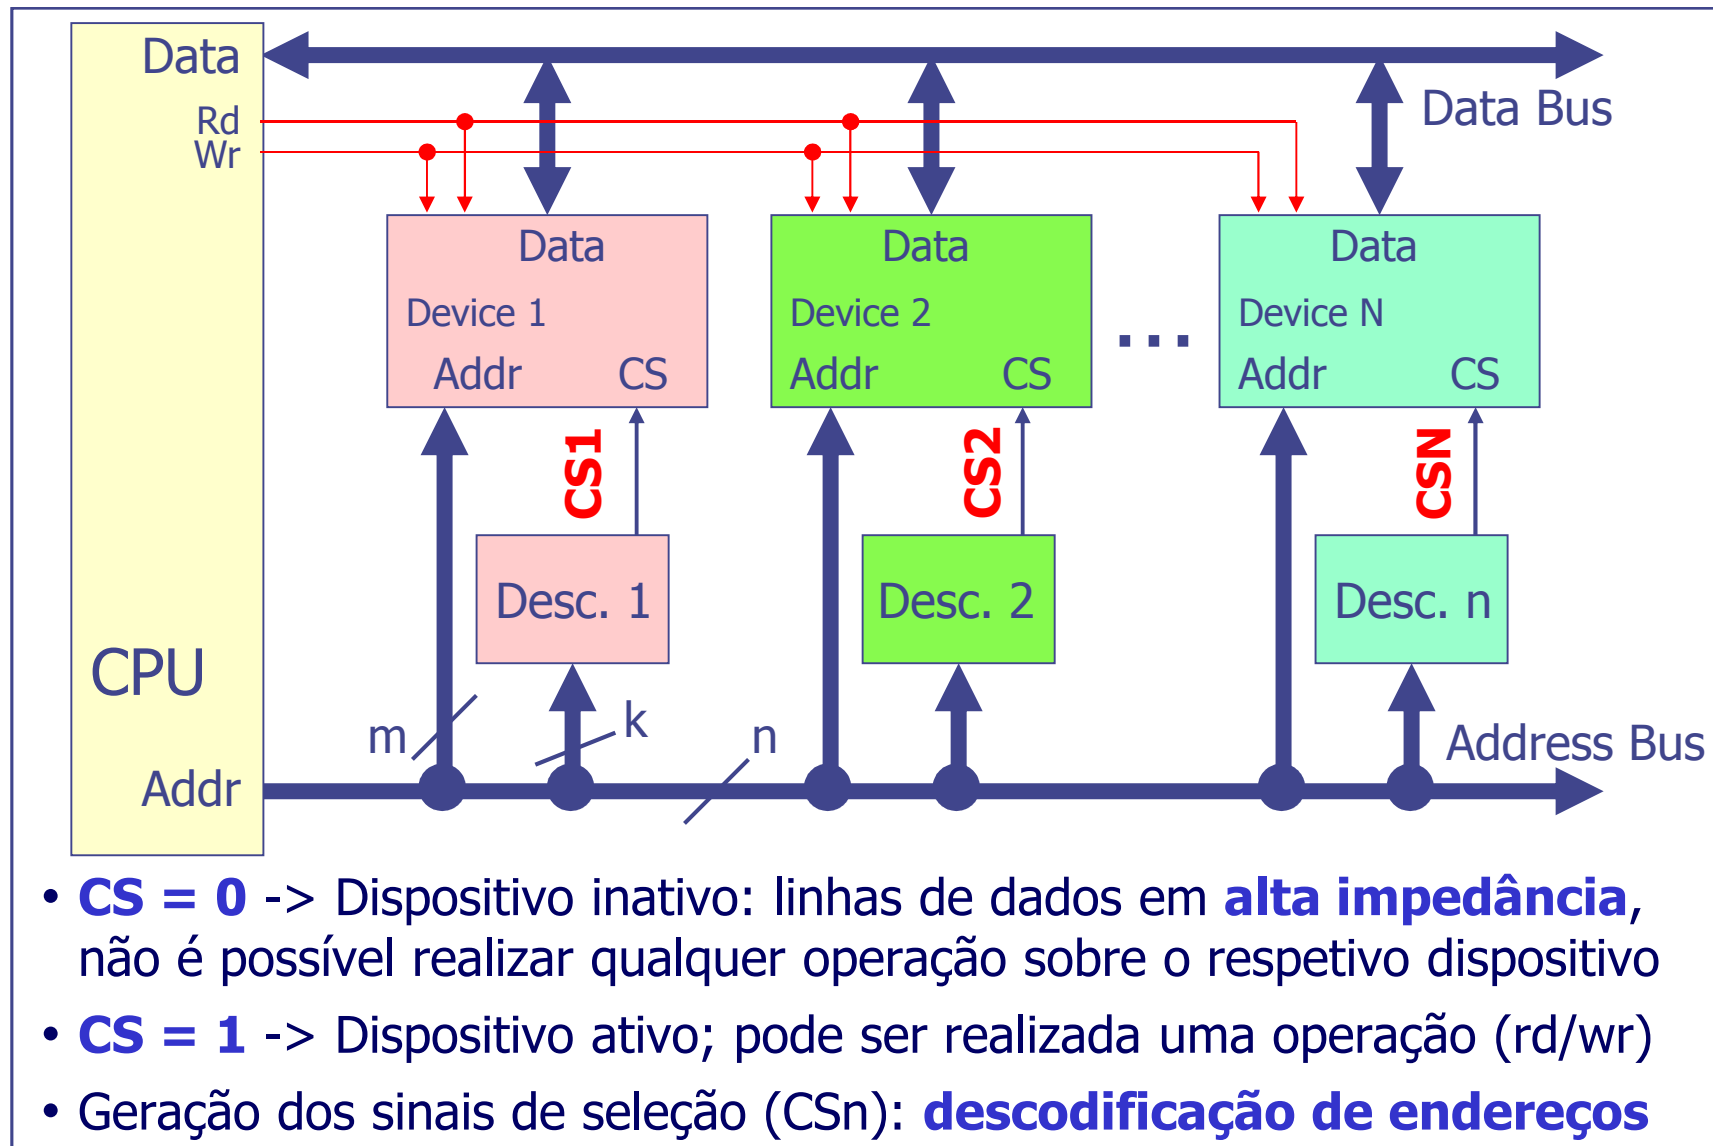 Data
Rd
Wr
Data Bus
Data
Data
Data
Device 1
Device 2
Device N
...
Addr CS
Addr CS
Addr CS
CS1
CS2
CSN
Desc. 1
Desc. 2
Desc. n
CPU
m
k
n
Address Bus
Addr
• CS = 0 -> Dispositivo inativo: linhas de dados em alta impedância,
não é possível realizar qualquer operação sobre o respetivo dispositivo
• CS = 1 -> Dispositivo ativo; pode ser realizada uma operação (rd/wr)
• Geração dos sinais de seleção (CSn): descodificação de endereços